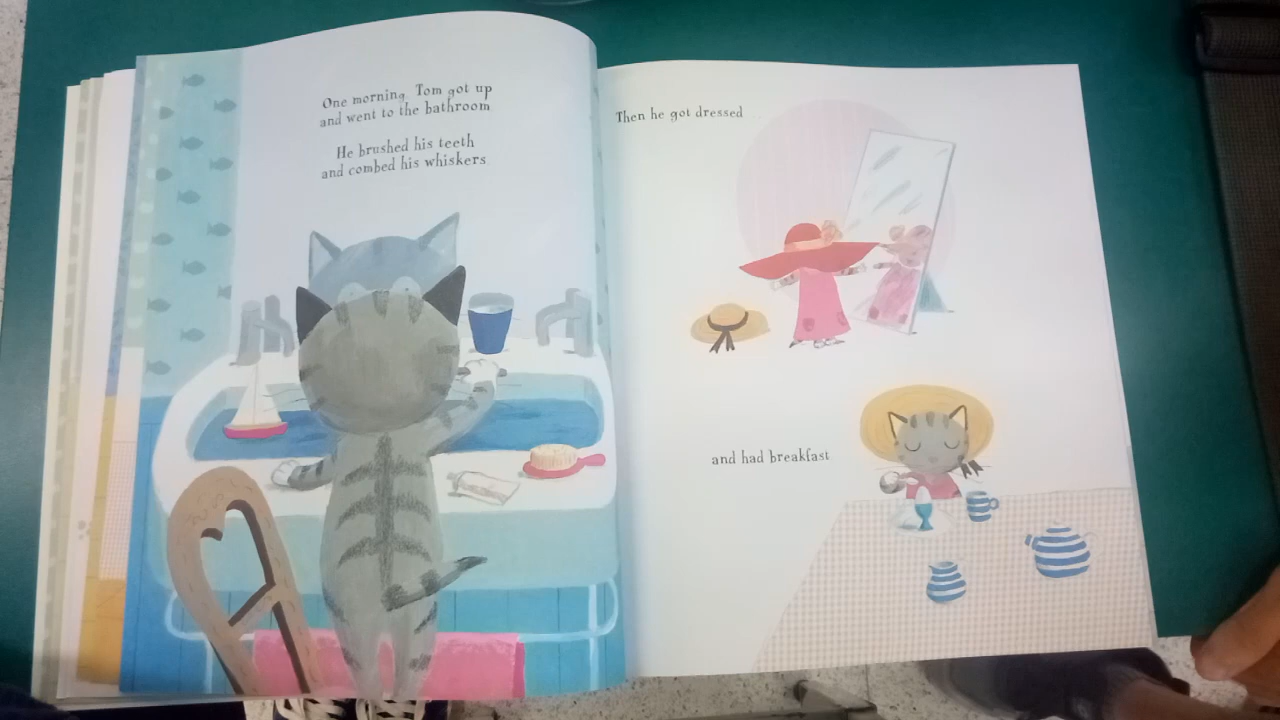 One morning, Tom got up
and went to the bathroom
He brushed his teeth
and combed his whiskers
Then he got dressed
and had breakfast